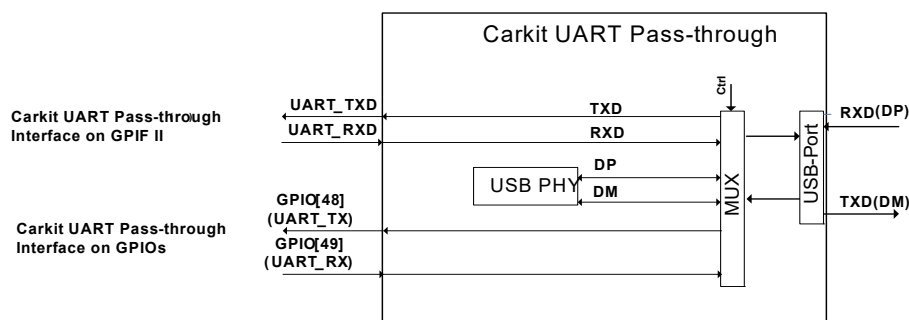 Carkit UART Pass-through
Ctrl
UART_TXD
TXD
Carkit UART Pass-through
Interface on GPIF II
UART_RXD
RXD
RXD(DP)
DP
USB PHY
DM
MUX
USB-Port
TXD(DM)
GPIO[48]
(UART_TX)
Carkit UART Pass-through
Interface on GPIOs
GPIO[49]
(UART_RX)